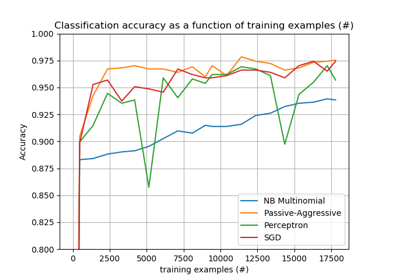 Classification accuracy as a function of training examples (#)
1.000
0.975
0.950
0.925
0.900
0.875
0.850
0.825
0.800
Accuracy
NB Multinomial
Passive-Aggressive
Perceptron
SGD
0 2500 5000 7500 10000 12500 15000 17500
training examples (#)